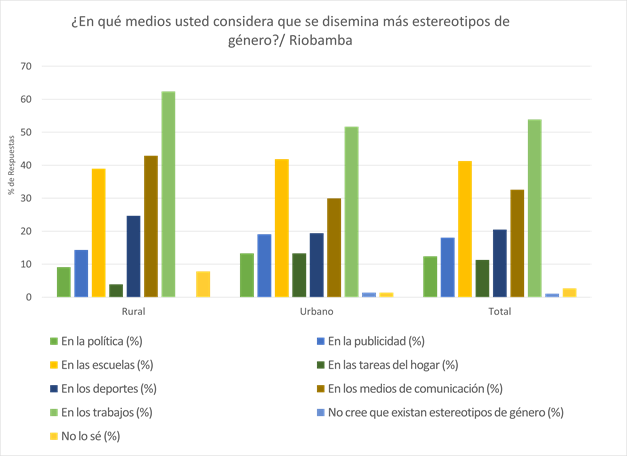 ¿En qué medios usted considera que se disemina más estereotipos de
género?/ Riobamba
70
60
50
40
30
20
10
0
% de Respuestas
Rural Urbano Total
En la política (%) En la publicidad (%)
En las escuelas (%) En las tareas del hogar (%)
En los deportes (%) En los medios de comunicación (%)
En los trabajos (%) No cree que existan estereotipos de género (%)
No lo sé (%)